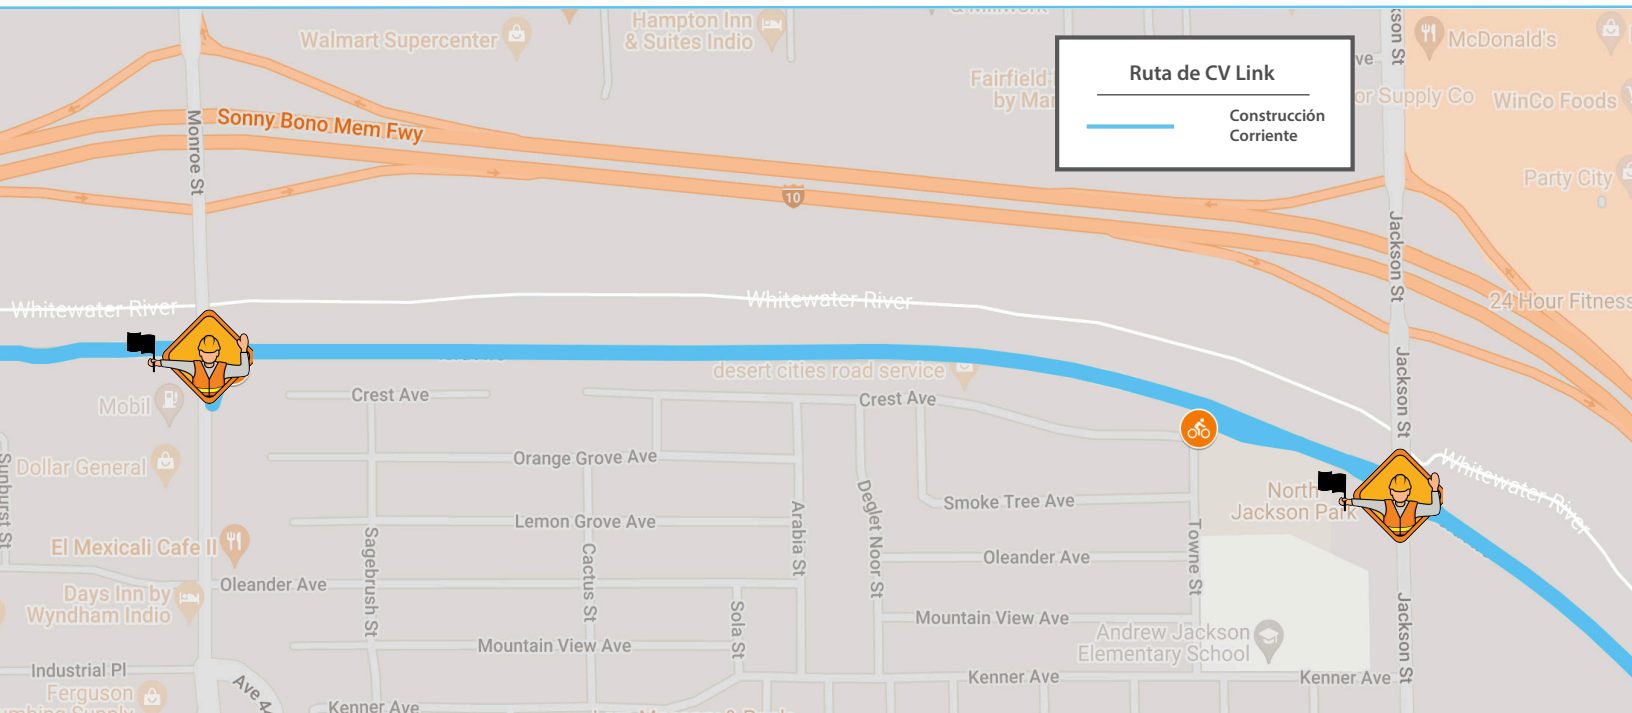 Hampton Inn
& Suites Indio
Walmart Supercenter
McDonald's
Ruta de CV Link
Construcción
Corriente
Fairfield
by Mar
or Supply Co
WinCo Foods
Sonny Bono Mem Fwy
Monroe St
10
Party City
Jackson St
24 Hour Fitness
Whitewater River
Whitewater River
desert cities road service
Crest Ave
Crest Ave
Jackson St
Mobil
Whitewater River
Dollar General
Orange Grove Ave
North
Jackson Park
Smoke Tree Ave
Sunburst St
Lemon Grove Ave
Arabia St
Deglet Noor St
El Mexicali Cafe II
Sagebrush St
Cactus St
Towne St
Oleander Ave
Oleander Ave
Days Inn by
Wyndham Indio
Sola St
Mountain View Ave
Mountain View Ave
Andrew Jackson
Elementary School
Jackson St
Industrial Pl
Kenner Ave
Kenner Ave
Ferguson
Ave 44
Kenner Ave